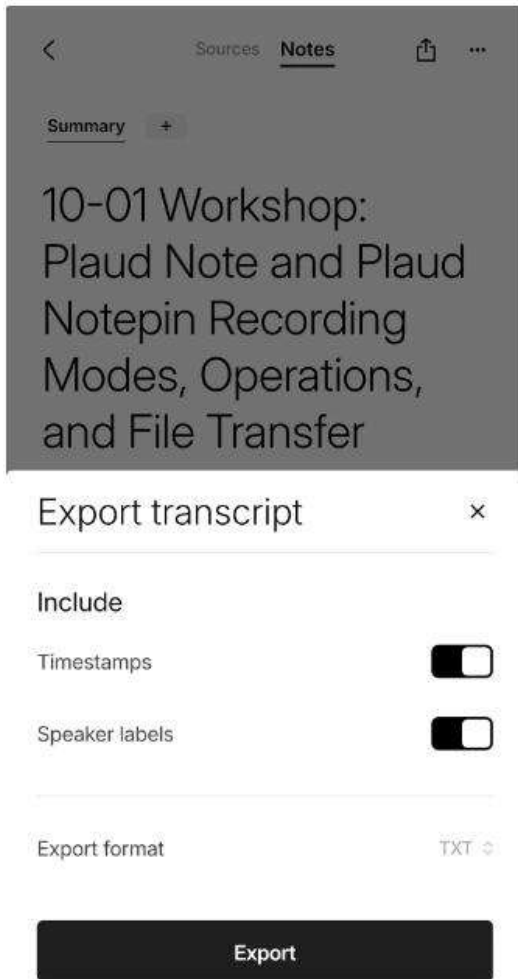 Sources Notes
Summary +
10-01 Workshop:
Plaud Note and Plaud
Notepin Recording
Modes, Operations,
and File Transfer
Export transcript
Include
Timestamps
Speaker labels
Export format TXT
Export